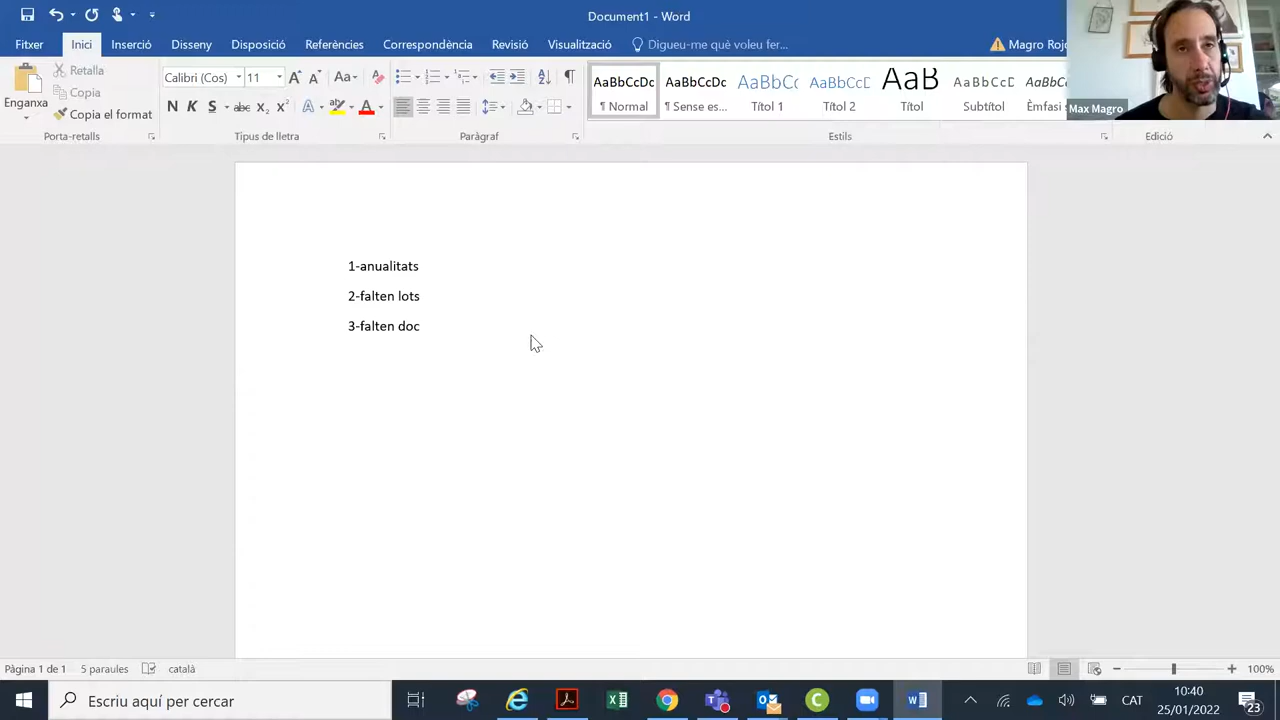 Document1 - Word
Magro Rojo
Fitxer Inici Inserció Disseny Disposició Referències Correspondència Revisió Visualització Digueu-me què voleu fer...
Enganxa
Retalla
Copia
Copia el format
Porta-retalls
Calibri (Cos) 11
Tipus de lletra
Paràgraf
AaBbCcDc AaBbCcDc AaBbCc AaBbCcD AaB AaBbCcD AaBbCc
¶ Normal ¶ Sense es... Títol 1 Títol 2 Títol Subtítol Èmfasi
Estils
Edició
Max Magro
1-anualitats
2-falten lots
3-falten doc
Pàgina 1 de 1 5 paraules català 100%
Escriu aquí per cercar
CAT
10:40
25/01/2022
23